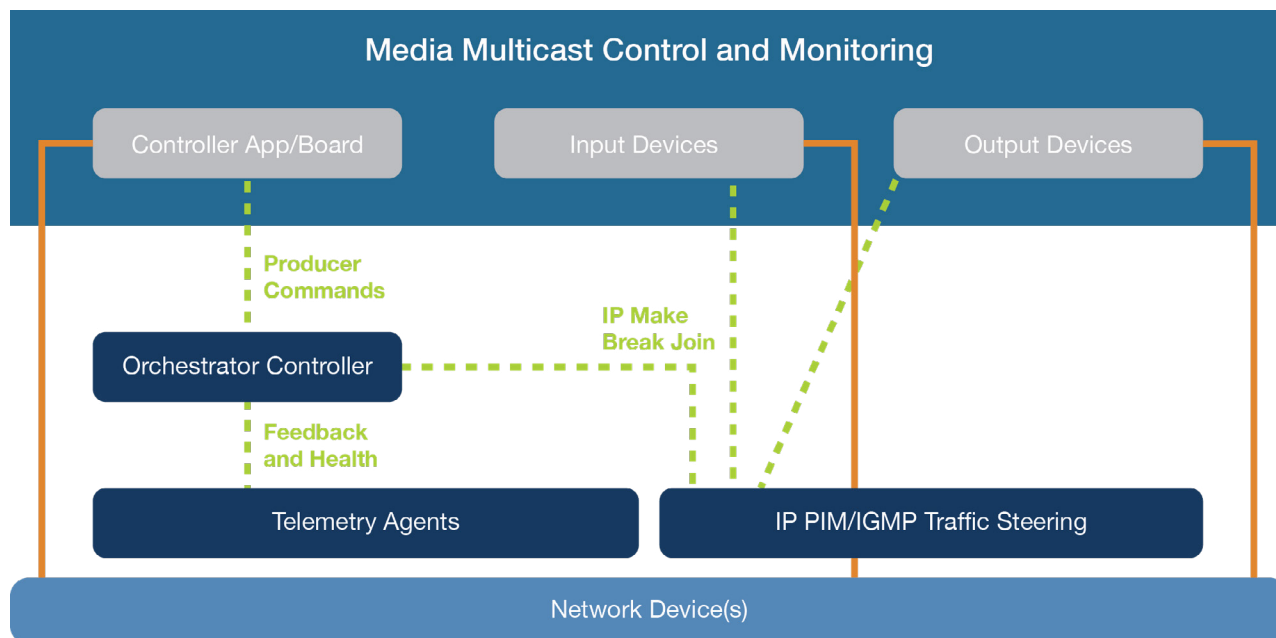 Media Multicast Control and Monitoring
Controller App/Board
Input Devices
Output Devices
Producer
Commands
IP Make
Break Join
Orchestrator Controller
Feedback
and Health
Telemetry Agents
IP PIM/IGMP Traffic Steering
Network Device(s)